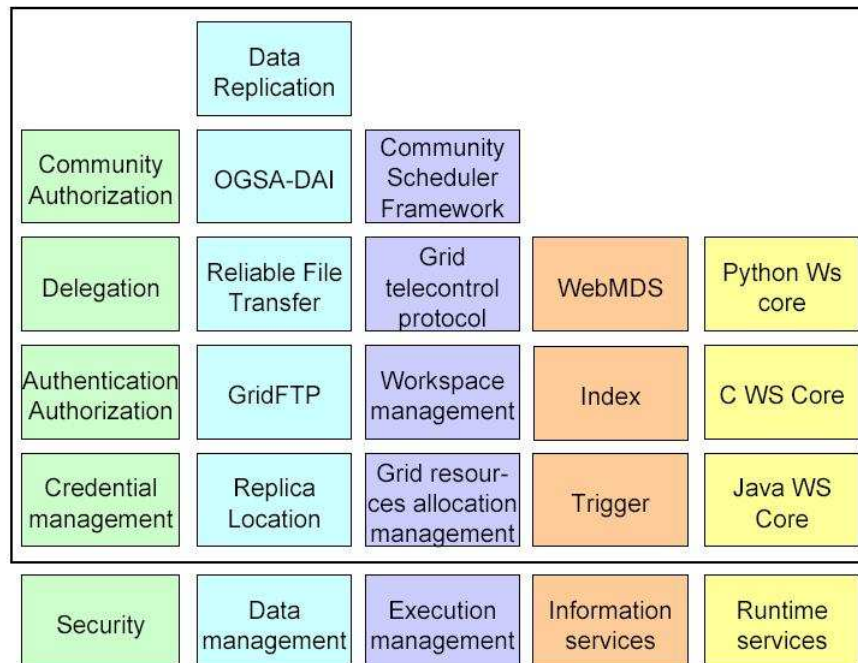 Data
Replication
Community
Authorization
OGSA-DAI
Community
Scheduler
Framework
Delegation
Reliable File
Transfer
Grid
telecontrol
protocol
WebMDS
Python Ws
core
Authentication
Authorization
GridFTP
Workspace
management
Index
C WS Core
Credential
management
Replica
Location
Grid resour-
ces allocation
management
Trigger
Java WS
Core
Security
Data
management
Execution
management
Information
services
Runtime
services